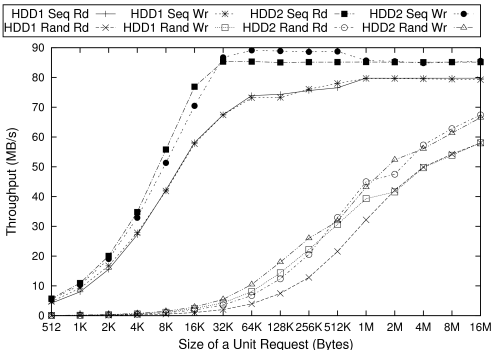 HDD1 Seq Rd HDD1 Seq Wr HDD2 Seq Rd HDD2 Seq Wr
HDD1 Rand Rd HDD1 Rand Wr HDD2 Rand Rd HDD2 Rand Wr
90
80
70
60
50
40
30
20
10
0
Throughput (MB/s)
512 1K 2K 4K 8K 16K 32K 64K 128K 256K 512K 1M 2M 4M 8M 16M
Size of a Unit Request (Bytes)